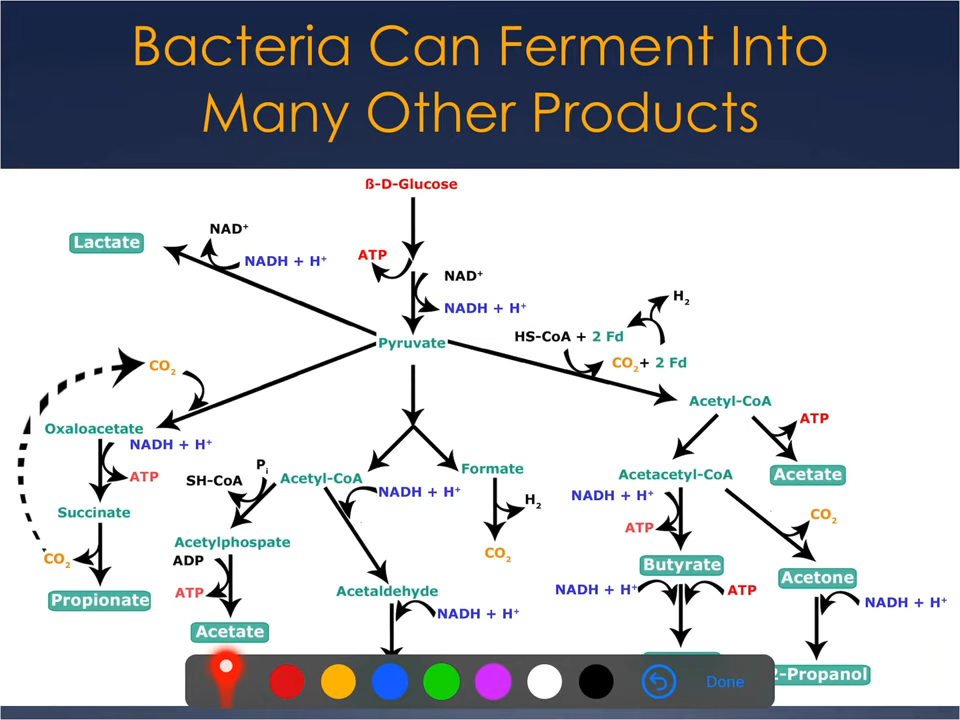 Bacteria Can Ferment Into
Many Other Products
ß-D-Glucose
Lactate
NAD⁺
NADH + H⁺
ATP
NAD⁺
NADH + H⁺
H₂
HS-CoA + 2 Fd
Pyruvate
CO₂+ 2 Fd
CO₂
Acetyl-CoA
ATP
Oxaloacetate
NADH + H⁺
ATP
Pᵢ
SH-CoA
Acetyl-CoA
NADH + H⁺
Formate
H₂
Acetacetyl-CoA
Acetate
NADH + H⁺
ATP
CO₂
Succinate
Acetylphospate
ADP
ATP
CO₂
CO₂
Butyrate
Acetone
Propionate
Acetaldehyde
NADH + H⁺
NADH + H⁺
ATP
NADH + H⁺
Acetate
2-Propanol
Done